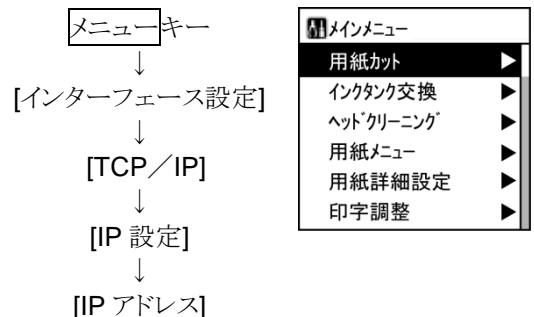 メニューキー
↓
[インターフェース設定]
↓
[TCP／IP]
↓
[IP 設定]
↓
[IP アドレス]
メインメニュー
用紙ｶｯﾄ ▶
ｲﾝｸﾀﾝｸ交換 ▶
ﾍｯﾄﾞｸﾘｰﾆﾝｸﾞ ▶
用紙ﾒﾆｭｰ ▶
用紙詳細設定 ▶
印字調整 ▶